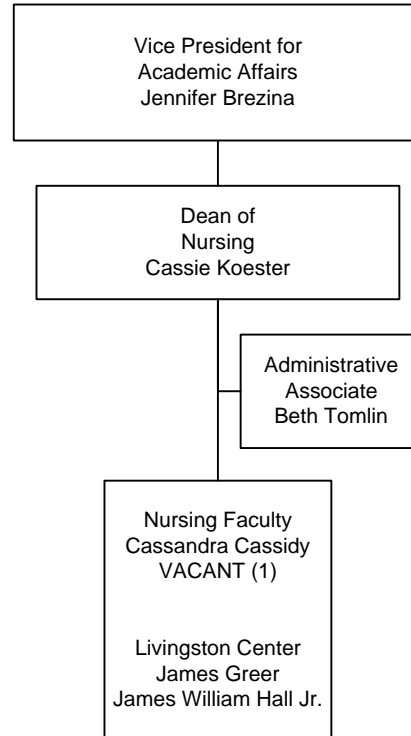 Vice President for
Academic Affairs
Jennifer Brezina
Dean of
Nursing
Cassie Koester
Administrative
Associate
Beth Tomlin
Nursing Faculty
Cassandra Cassidy
VACANT (1)
Livingston Center
James Greer
James William Hall Jr.